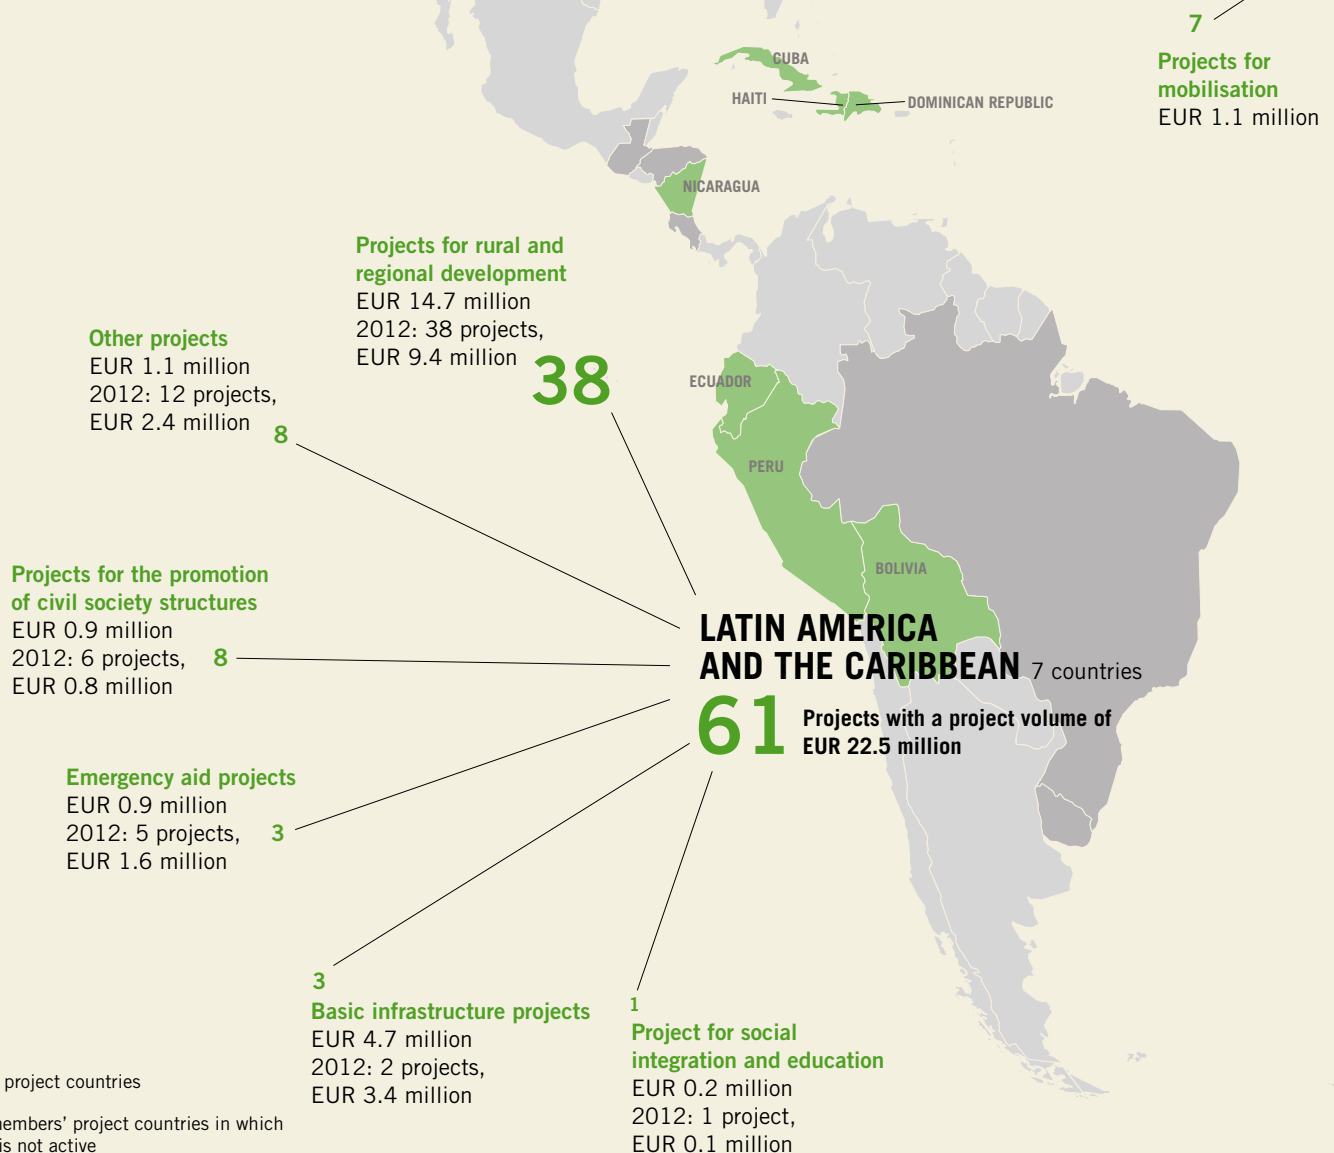 7
Projects for
mobilisation
EUR 1.1 million
CUBA
HAITI
DOMINICAN REPUBLIC
NICARAGUA
Projects for rural and
regional development
EUR 14.7 million
2012: 38 projects,
EUR 9.4 million
38
Other projects
EUR 1.1 million
2012: 12 projects,
EUR 2.4 million
8
ECUADOR
PERU
BOLIVIA
Projects for the promotion
of civil society structures
EUR 0.9 million
2012: 6 projects,
EUR 0.8 million
8
LATIN AMERICA
AND THE CARIBBEAN 7 countries
61
Projects with a project volume of
EUR 22.5 million
Emergency aid projects
EUR 0.9 million
2012: 5 projects,
EUR 1.6 million
3
3
Basic infrastructure projects
EUR 4.7 million
2012: 2 projects,
EUR 3.4 million
1
Project for social
integration and education
EUR 0.2 million
2012: 1 project,
EUR 0.1 million
project countries
project countries in which
is not active